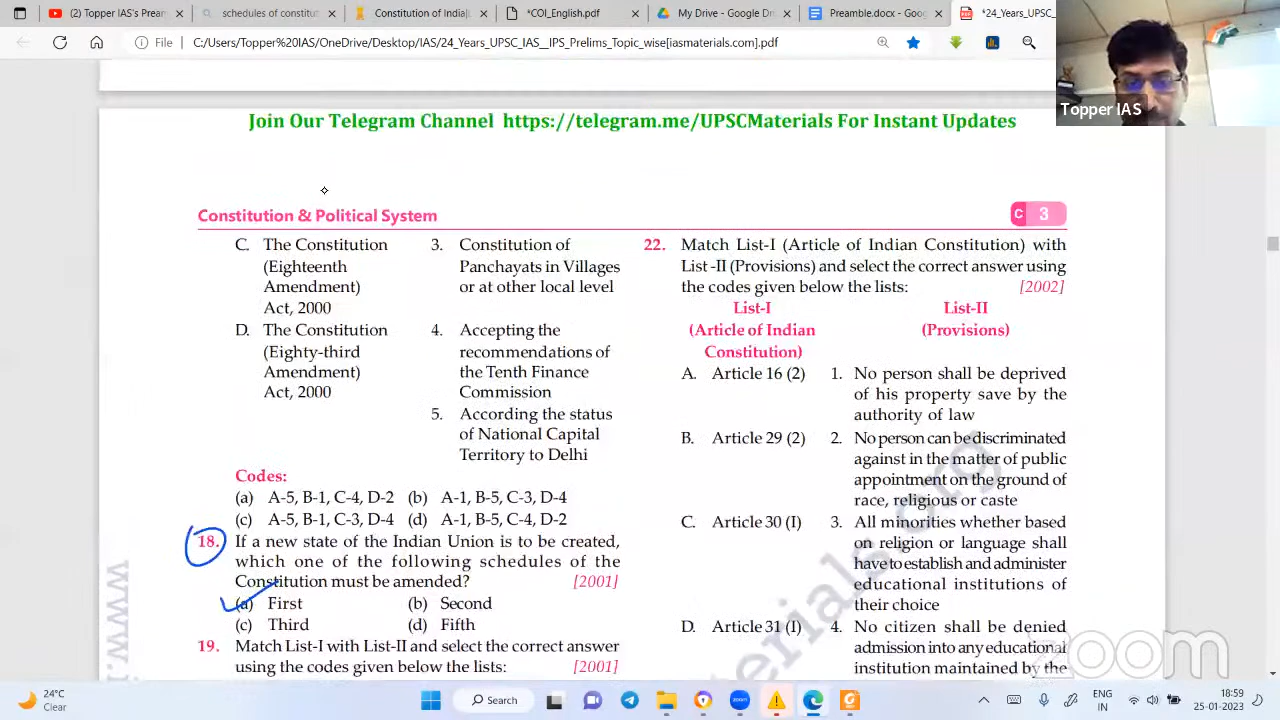 schedules of constitut
Constitution of Indian
*COI_English.pdf
My Drive - Google Dri
Preamble.docx - Goog
*24_Years_UPSC_
File
C:/Users/Topper%20IAS/OneDrive/Desktop/IAS/24_Years_UPSC_IAS__IPS_Prelims_Topic_wise[iasmaterials.com].pdf
Topper IAS
Join Our Telegram Channel https://telegram.me/UPSCMaterials For Instant Updates
Constitution & Political System
C 3
C. The Constitution
(Eighteenth
Amendment)
Act, 2000
3. Constitution of
Panchayats in Villages
or at other local level
D. The Constitution
(Eighty-third
Amendment)
Act, 2000
4. Accepting the
recommendations of
the Tenth Finance
Commission
5. According the status
of National Capital
Territory to Delhi
Codes:
(a) A-5, B-1, C-4, D-2 (b) A-1, B-5, C-3, D-4
(c) A-5, B-1, C-3, D-4 (d) A-1, B-5, C-4, D-2
18. If a new state of the Indian Union is to be created,
which one of the following schedules of the
Constitution must be amended? [2001]
(a) First (b) Second
(c) Third (d) Fifth
19. Match List-I with List-II and select the correct answer
using the codes given below the lists: [2001]
22. Match List-I (Article of Indian Constitution) with
List -II (Provisions) and select the correct answer using
the codes given below the lists: [2002]
List-I List-II
(Article of Indian (Provisions)
Constitution)
A. Article 16 (2) 1. No person shall be deprived
of his property save by the
authority of law
B. Article 29 (2) 2. No person can be discriminated
against in the matter of public
appointment on the ground of
race, religious or caste
C. Article 30 (I) 3. All minorities whether based
on religion or language shall
have to establish and administer
educational institutions of
their choice
D. Article 31 (I) 4. No citizen shall be denied
admission into any educational
institution maintained by the
zoom
24°C
Clear
Search
ENG
IN
18:59
25-01-2023